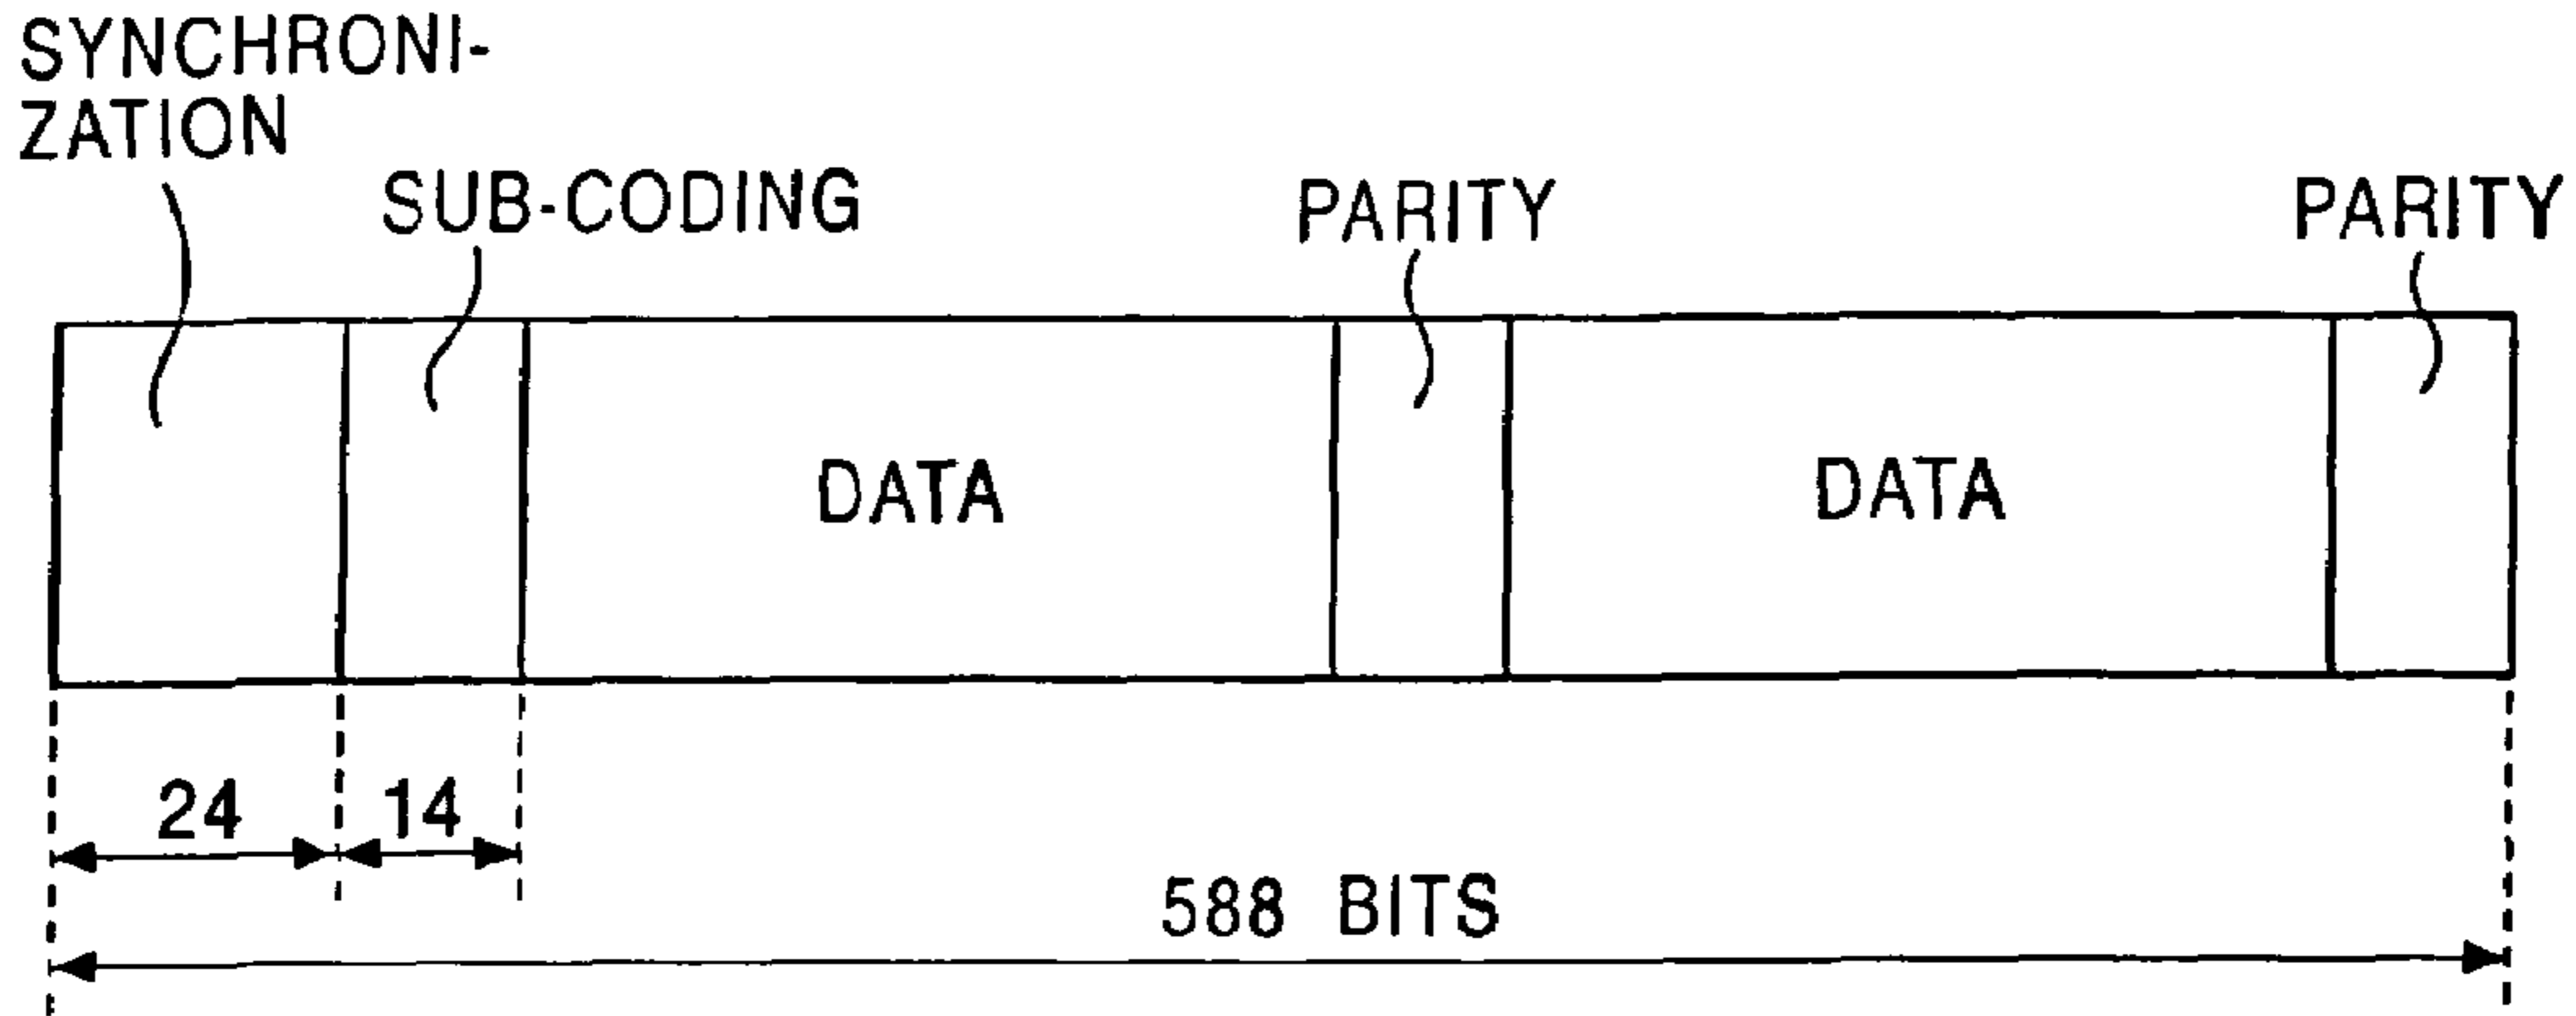 SYNCHRONI-
ZATION
SUB-CODING
PARITY
PARITY
DATA
DATA
24
14
588 BITS